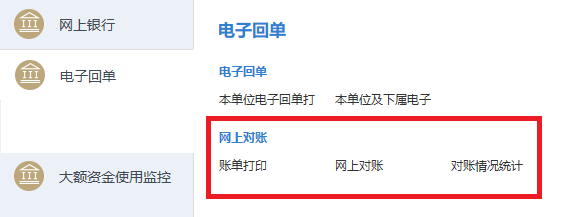 网上银行
电子回单
大额资金使用监控
电子回单
电子回单
本单位电子回单打 本单位及下属电子
网上对账
账单打印 网上对账 对账情况统计